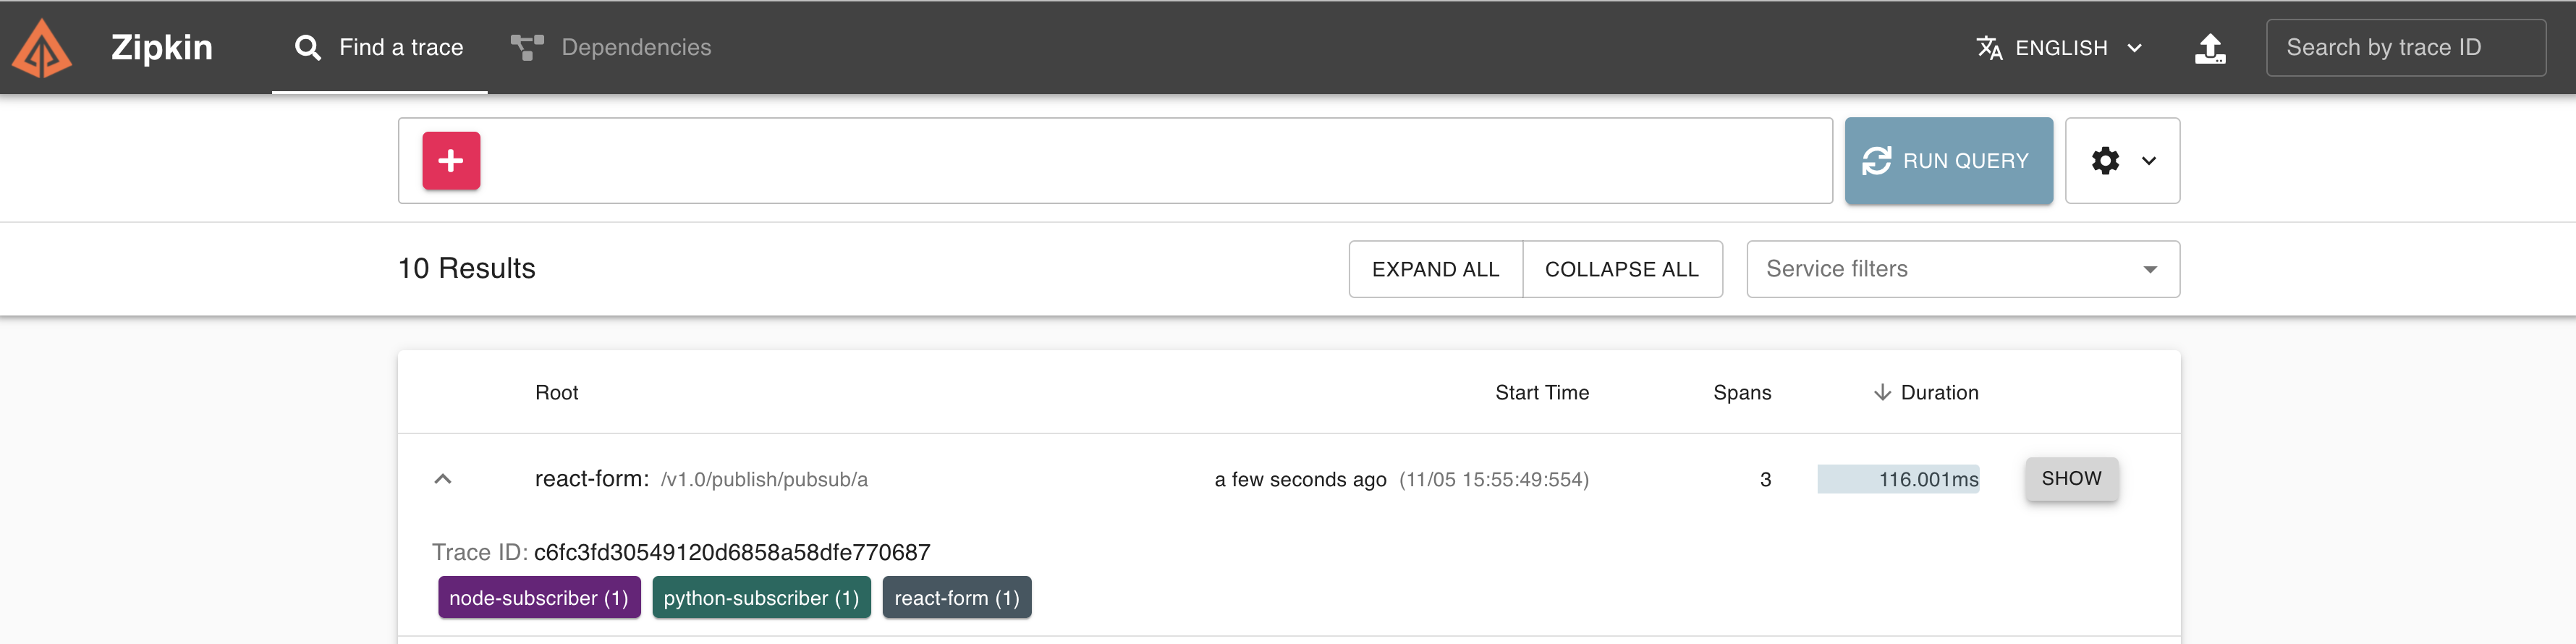 Zipkin Find a trace Dependencies ENGLISH Search by trace ID
RUN QUERY
10 Results EXPAND ALL COLLAPSE ALL Service filters
Root Start Time Spans Duration
react-form: /v1.0/publish/pubsub/a a few seconds ago (11/05 15:55:49:554) 3 116.001ms SHOW
Trace ID: c6fc3fd30549120d6858a58dfe770687
node-subscriber (1) python-subscriber (1) react-form (1)